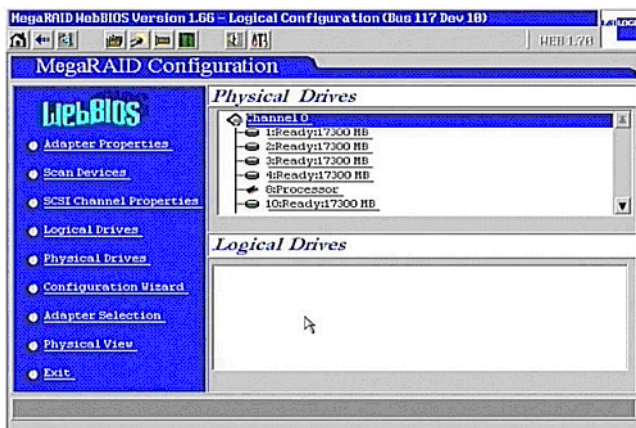 MegaRAID WebBIOS Version 1.66 - Logical Configuration (Bus 117 Dev 10)
WEB 1.70
LSI LOGIC
MegaRAID Configuration
WebBIOS
Adapter Properties
Scan Devices
SCSI Channel Properties
Logical Drives
Physical Drives
Configuration Wizard
Adapter Selection
Physical View
Exit
Physical Drives
Channel 0
1:Ready:17300 MB
2:Ready:17300 MB
3:Ready:17300 MB
4:Ready:17300 MB
8:Processor
10:Ready:17300 MB
Logical Drives